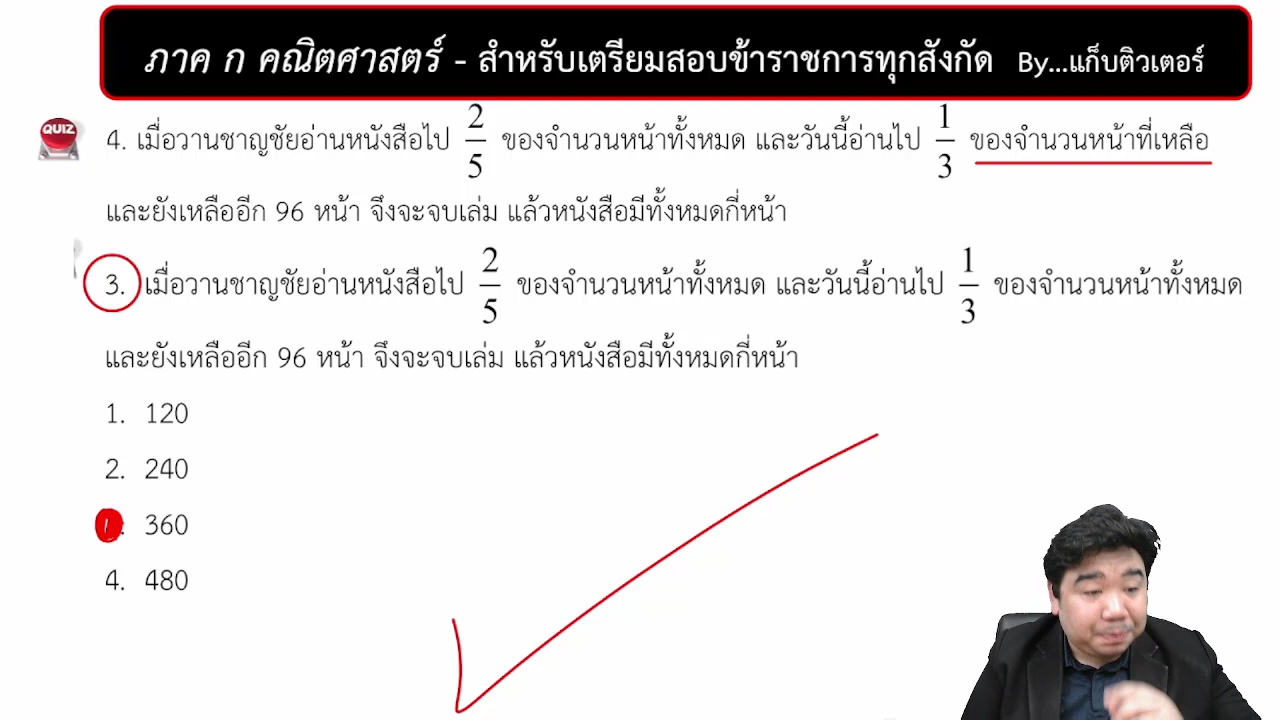 ภาค ก คณิตศาสตร์ - สำหรับเตรียมสอบข้าราชการทุกสังกัด By...แก็บติวเตอร์
QUIZ
4. เมื่อวานชาญชัยอ่านหนังสือไป 2/5 ของจำนวนหน้าทั้งหมด และวันนี้อ่านไป 1/3 ของจำนวนหน้าที่เหลือ
และยังเหลืออีก 96 หน้า จึงจะจบเล่ม แล้วหนังสือมีทั้งหมดกี่หน้า
3. เมื่อวานชาญชัยอ่านหนังสือไป 2/5 ของจำนวนหน้าทั้งหมด และวันนี้อ่านไป 1/3 ของจำนวนหน้าทั้งหมด
และยังเหลืออีก 96 หน้า จึงจะจบเล่ม แล้วหนังสือมีทั้งหมดกี่หน้า
1. 120
2. 240
360
4. 480